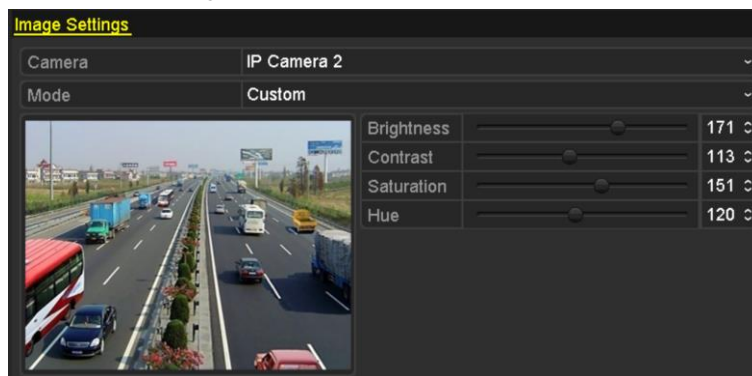 Image Settings
Camera IP Camera 2
Mode Custom
Brightness 171
Contrast 113
Saturation 151
Hue 120